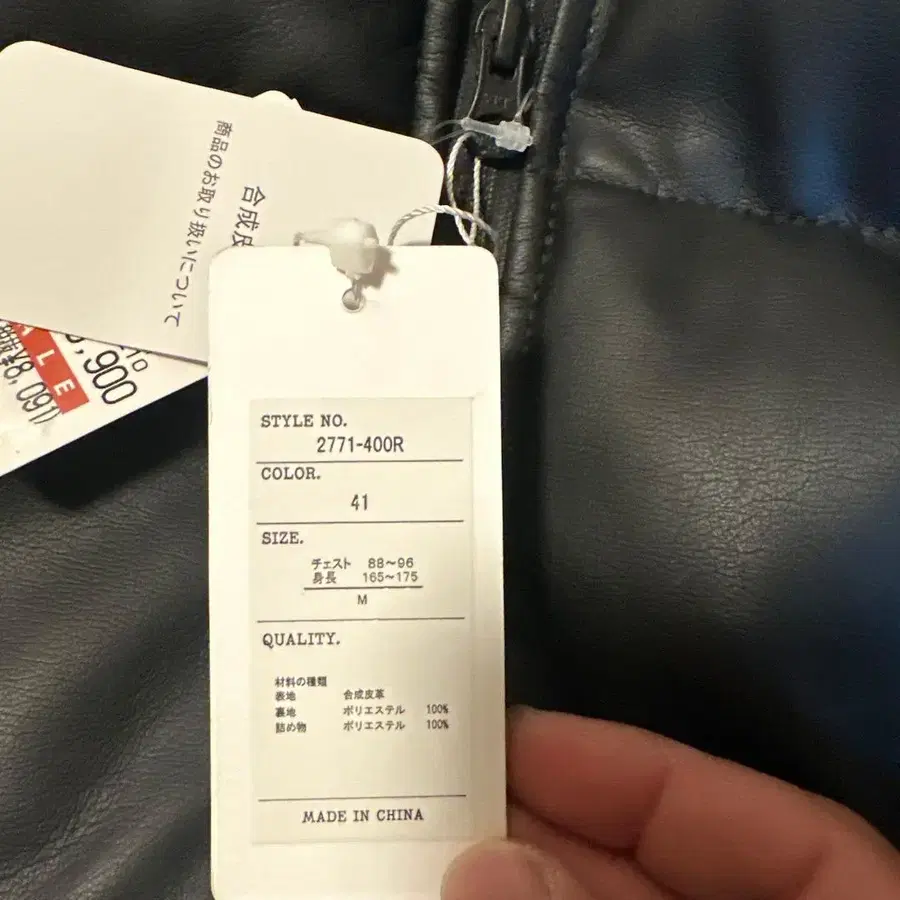 商品のお取り扱いについて
合成皮
SALE
,900
¥8,091)
STYLE NO.
2771-400R
COLOR.
41
SIZE.
チェスト 88～96
身長 165～175
M
QUALITY.
材料の種類
表地 合成皮革
裏地 ポリエステル 100%
詰め物 ポリエステル 100%
MADE IN CHINA